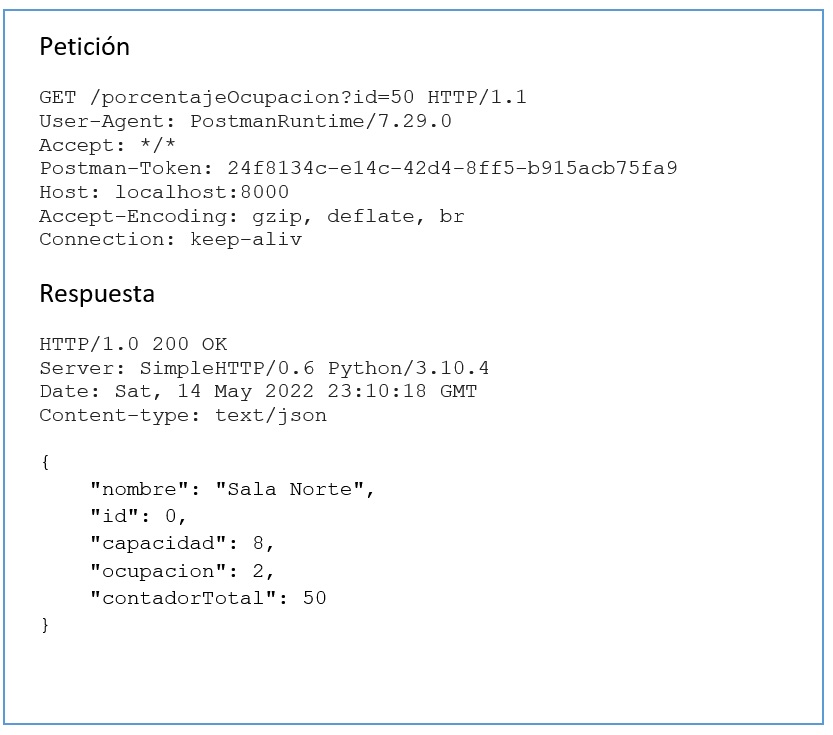 Petición
GET /porcentajeOcupacion?id=50 HTTP/1.1
User-Agent: PostmanRuntime/7.29.0
Accept: */*
Postman-Token: 24f8134c-e14c-42d4-8ff5-b915acb75fa9
Host: localhost:8000
Accept-Encoding: gzip, deflate, br
Connection: keep-aliv
Respuesta
HTTP/1.0 200 OK
Server: SimpleHTTP/0.6 Python/3.10.4
Date: Sat, 14 May 2022 23:10:18 GMT
Content-type: text/json
{
    "nombre": "Sala Norte",
    "id": 0,
    "capacidad": 8,
    "ocupacion": 2,
    "contadorTotal": 50
}